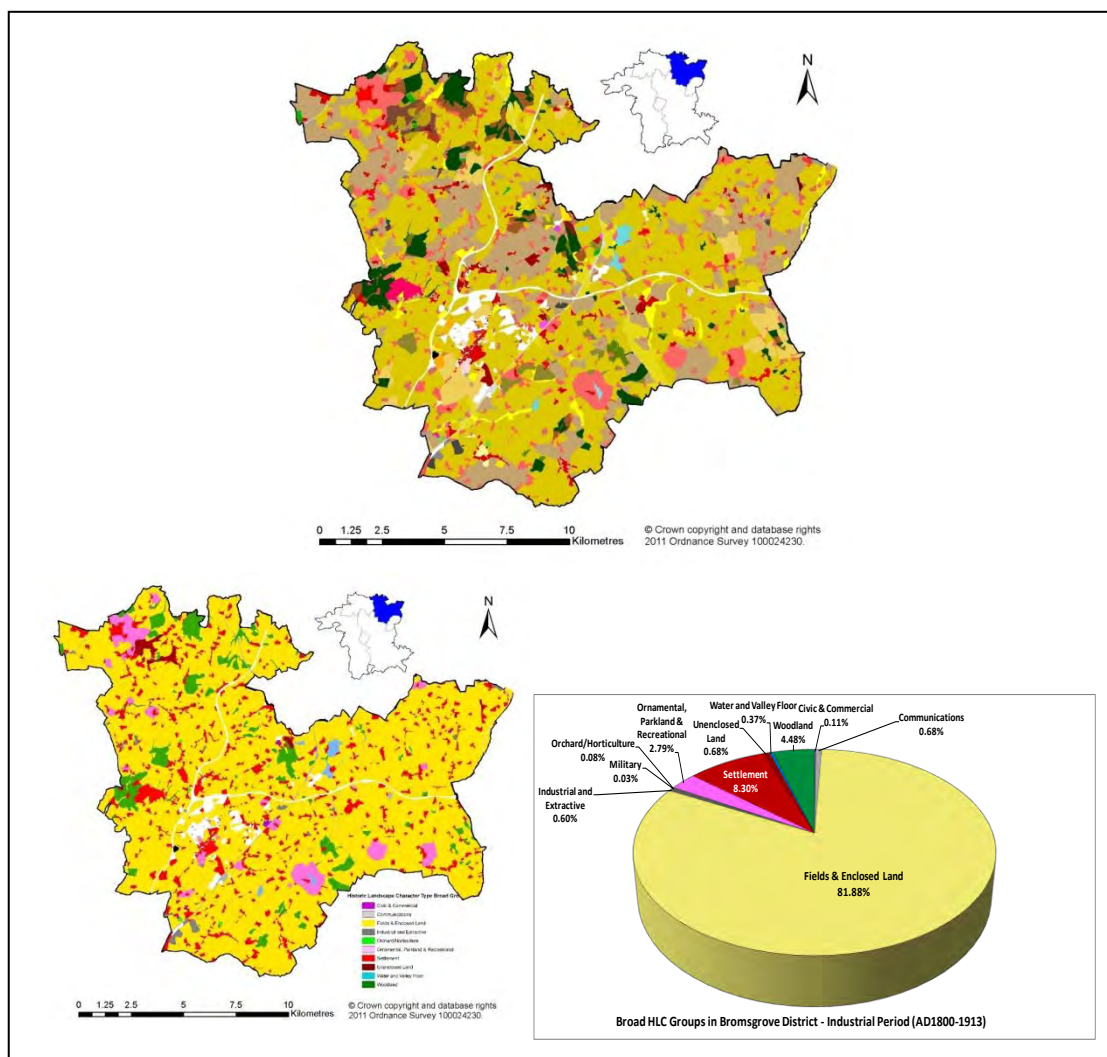 N
0 1.25 2.5 5 7.5 10
Kilometres
© Crown copyright and database rights
2011 Ordnance Survey 100024230.
N
Historic Landscape Character Type Broad Gro
Civic & Commercial
Communications
Fields & Enclosed Land
Industrial and Extractive
Orchard/Horticulture
Ornamental, Parkland & Recreational
Settlement
Unenclosed Land
Water and Valley Floor
Woodland
0 1.25 2.5 5 7.5 10
Kilometres
© Crown copyright and database rights
2011 Ordnance Survey 100024230.
Ornamental,
Parkland &
Recreational
2.79%
Orchard/Horticulture
0.08%
Military
0.03%
Industrial and
Extractive
0.60%
Water and Valley Floor
0.37%
Unenclosed
Land
0.68%
Woodland
4.48%
Civic & Commercial
0.11%
Communications
0.68%
Settlement
8.30%
Fields & Enclosed Land
81.88%
Broad HLC Groups in Bromsgrove District - Industrial Period (AD1800-1913)